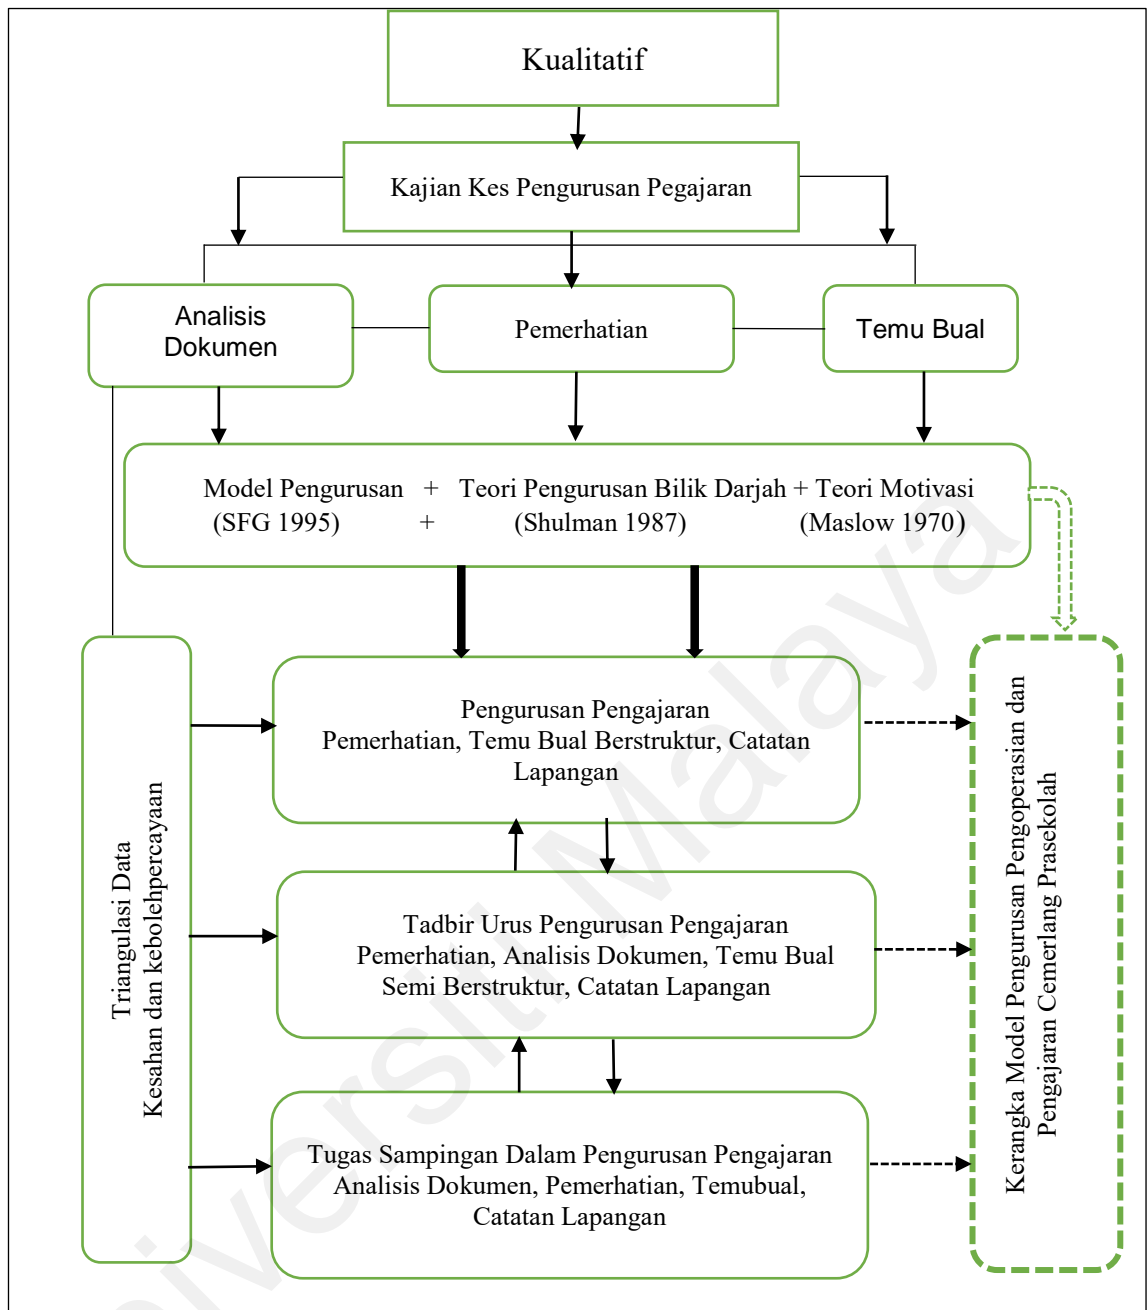 Kualitatif
Kajian Kes Pengurusan Pegajaran
Analisis
Dokumen
Pemerhatian
Temu Bual
Model Pengurusan + Teori Pengurusan Bilik Darjah + Teori Motivasi
(SFG 1995) + (Shulman 1987) (Maslow 1970)
Pengurusan Pengajaran
Pemerhatian, Temu Bual Berstruktur, Catatan
Lapangan
Tadbir Urus Pengurusan Pengajaran
Pemerhatian, Analisis Dokumen, Temu Bual
Semi Berstruktur, Catatan Lapangan
Tugas Sampingan Dalam Pengurusan Pengajaran
Analisis Dokumen, Pemerhatian, Temubual,
Catatan Lapangan
Triangulasi Data
Kesahan dan kebolehpercayaan
Kerangka Model Pengurusan Pengoperasian dan
Pengajaran Cemerlang Prasekolah
niversiti Malaya